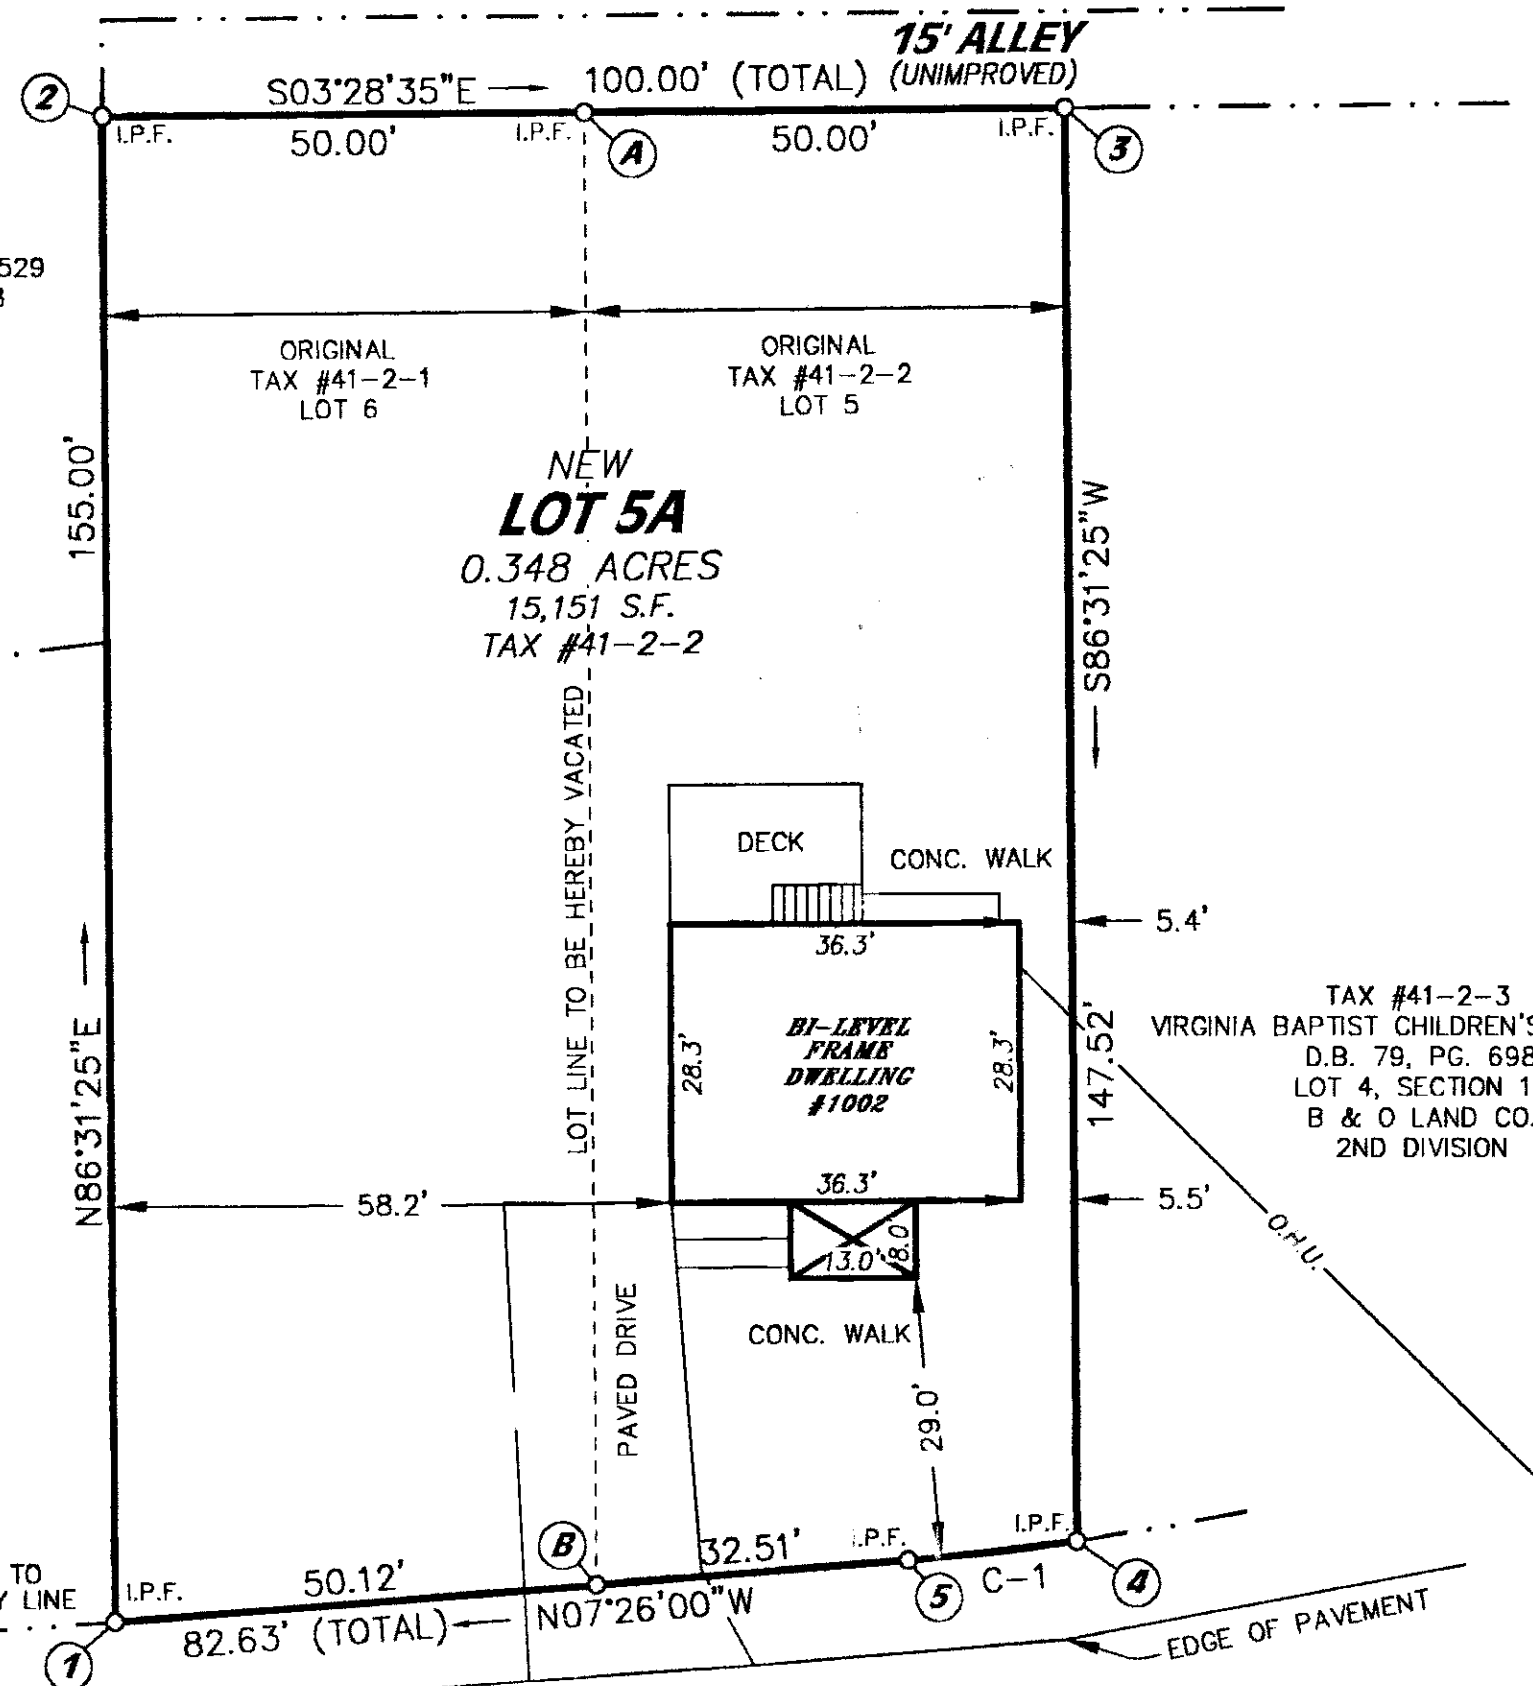 15' ALLEY
(UNIMPROVED)
S03°28'35"E
100.00' (TOTAL)
2
I.P.F.
50.00'
I.P.F.
A
50.00'
I.P.F.
3
529
ORIGINAL
TAX #41-2-1
LOT 6
ORIGINAL
TAX #41-2-2
LOT 5
155.00'
N86°31'25"E
NEW
LOT 5A
0.348 ACRES
15,151 S.F.
TAX #41-2-2
S86°31'25"W
147.52'
LOT LINE TO BE HEREBY VACATED
DECK
CONC. WALK
5.4'
36.3'
28.3'
BI-LEVEL
FRAME
DWELLING
#1002
28.3'
36.3'
TAX #41-2-3
VIRGINIA BAPTIST CHILDREN'S
D.B. 79, PG. 698
LOT 4, SECTION 1
B & O LAND CO.
2ND DIVISION
58.2'
5.5'
13.0'
8.0'
O.H.U.
PAVED DRIVE
CONC. WALK
29.0'
TO
LINE
I.P.F.
50.12'
B
32.51'
I.P.F.
I.P.F.
5
C-1
4
82.63' (TOTAL)
N07°26'00"W
1
EDGE OF PAVEMENT